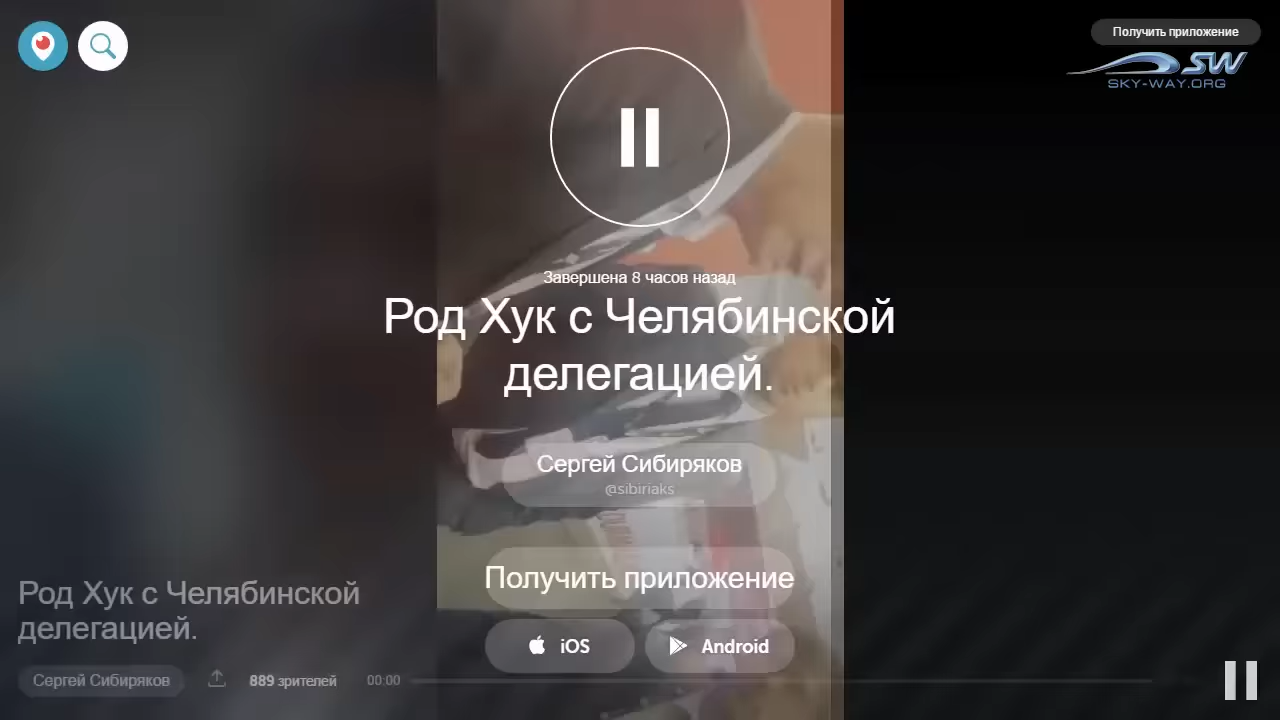 Получить приложение
SW
SKY-WAY.ORG
Завершена 8 часов назад
Род Хук с Челябинской
делегацией.
Сергей Сибиряков
@sibiriaks
Получить приложение
iOS
Android
Род Хук с Челябинской
делегацией.
Сергей Сибиряков
889 зрителей
00:00